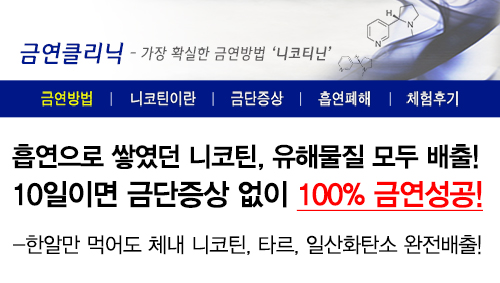 금연클리닉 - 가장 확실한 금연방법 '니코티닌'
금연방법 | 니코틴이란 | 금단증상 | 흡연폐해 | 체험후기
흡연으로 쌓였던 니코틴, 유해물질 모두 배출!
10일이면 금단증상 없이 100% 금연성공!
-한알만 먹어도 체내 니코틴, 타르, 일산화탄소 완전배출!